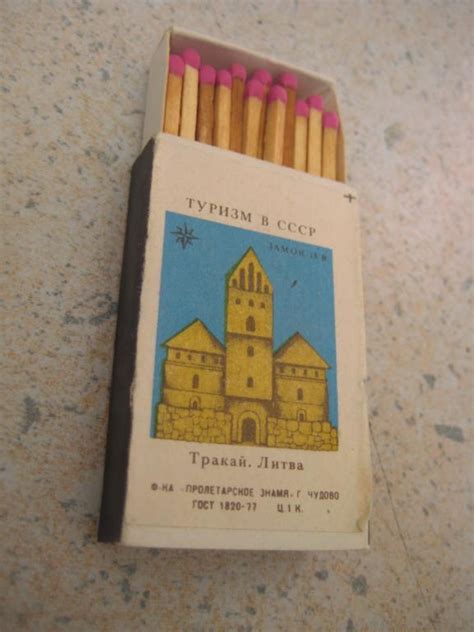 ТУРИЗМ В СССР
ЗАМОК 15 В
Тракай. Литва
Ф-КА «ПРОЛЕТАРСКОЕ ЗНАМЯ» Г ЧУДОВО
ГОСТ 1820-77 Ц. 1 К.